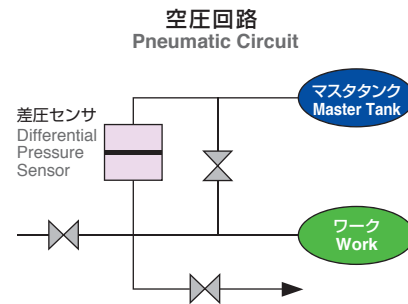 空圧回路
Pneumatic Circuit
マスタタンク
Master Tank
差圧センサ
Differential
Pressure
Sensor
ワーク
Work